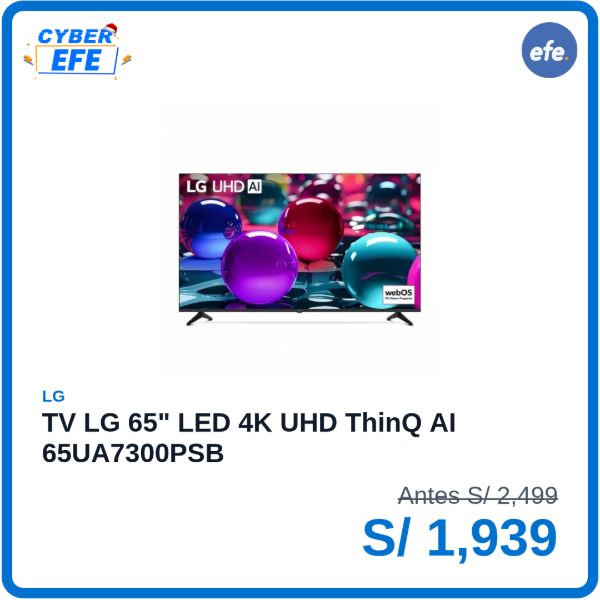 CYBER
EFE
efe.
LG UHD AI
webOS
LG
TV LG 65" LED 4K UHD ThinQ AI
65UA7300PSB
Antes S/ 2,499
S/ 1,939